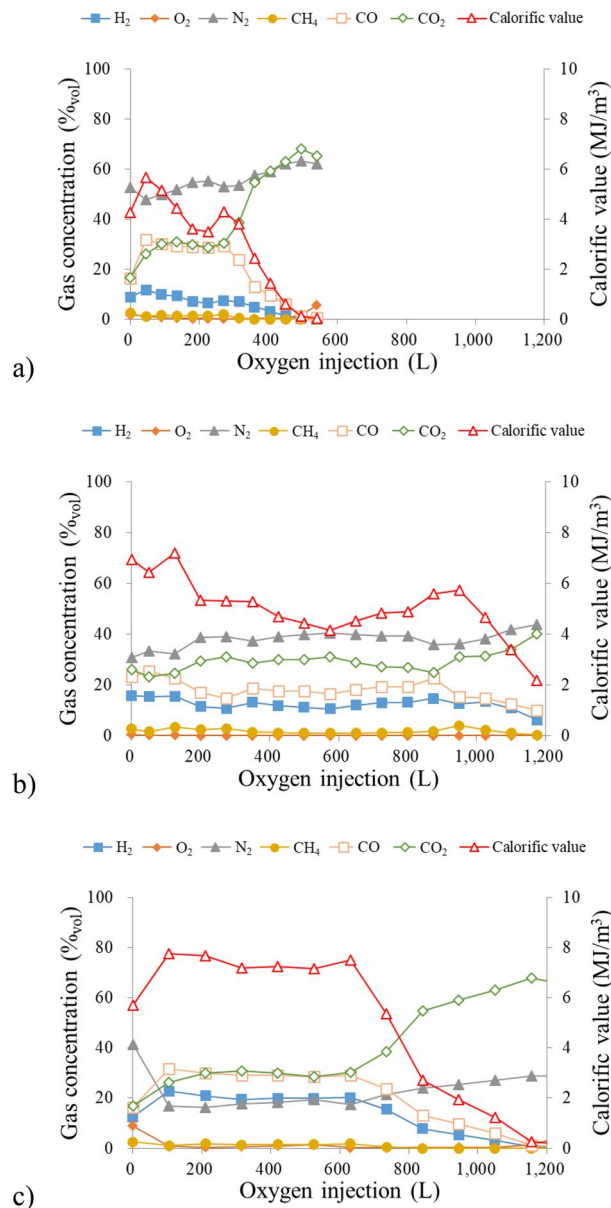 H₂ O₂ N₂ CH₄ CO CO₂ Calorific value
Gas concentration (%vol)
100
80
60
40
20
0
Calorific value (MJ/m³)
10
8
6
4
2
0
0 200 400 600 800 1,000 1,200
Oxygen injection (L)
a)
H₂ O₂ N₂ CH₄ CO CO₂ Calorific value
Gas concentration (%vol)
100
80
60
40
20
0
Calorific value (MJ/m³)
10
8
6
4
2
0
0 200 400 600 800 1,000 1,200
Oxygen injection (L)
b)
H₂ O₂ N₂ CH₄ CO CO₂ Calorific value
Gas concentration (%vol)
100
80
60
40
20
0
Calorific value (MJ/m³)
10
8
6
4
2
0
0 200 400 600 800 1,000 1,200
Oxygen injection (L)
c)